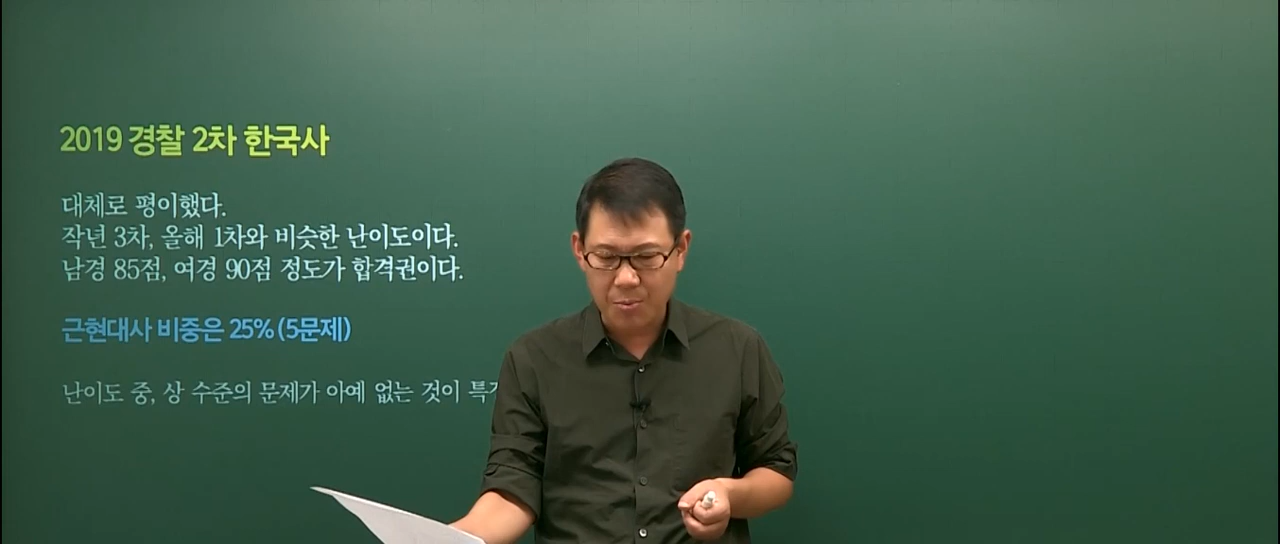 2019 경찰 2차 한국사
대체로 평이했다.
작년 3차, 올해 1차와 비슷한 난이도이다.
남경 85점, 여경 90점 정도가 합격권이다.
근현대사 비중은 25% (5문제)
난이도 중, 상 수준의 문제가 아예 없는 것이